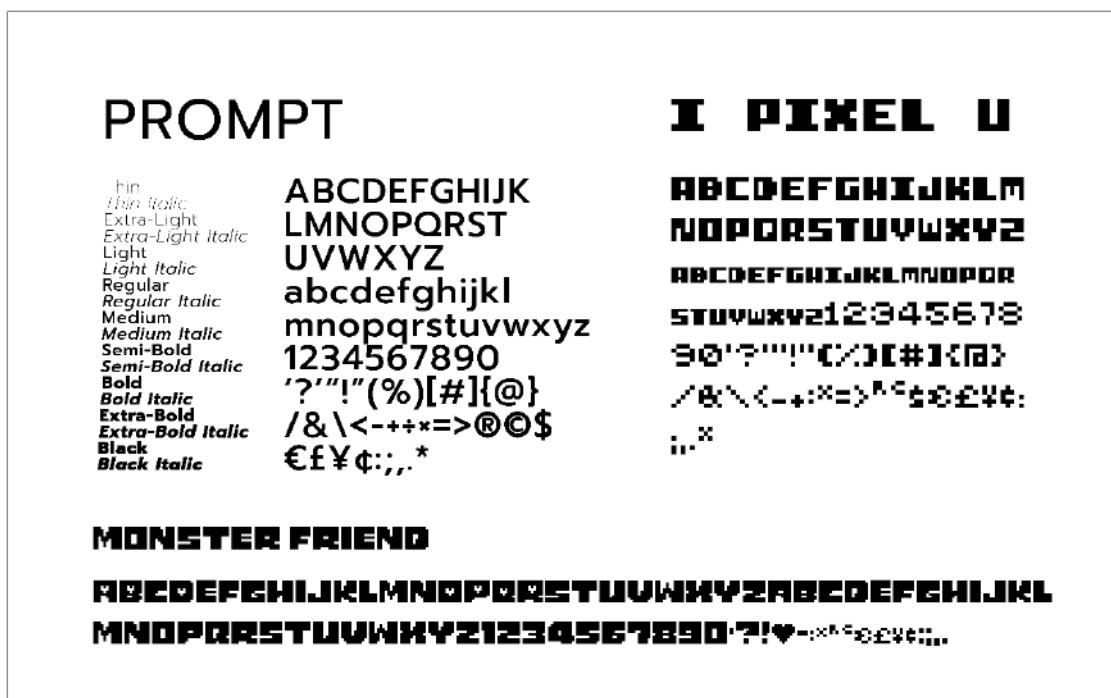 PROMPT
hin
Thin Italic
Extra-Light
Extra-Light Italic
Light
Light Italic
Regular
Regular Italic
Medium
Medium Italic
Semi-Bold
Semi-Bold Italic
Bold
Bold Italic
Extra-Bold
Extra-Bold Italic
Black
Black Italic
ABCDEFGHIJK
LMNOPQRST
UVWXYZ
abcdefghijkl
mnopqrstuvwxyz
1234567890
‘?’“!”(%)[#]{@}
/&\<-+÷×=>®©$
€£¥¢:;,.*
I PIXEL U
ABCDEFGHIJKLM
NOPQRSTUVWXYZ
ABCDEFGHIJKLMNOPQR
STUVWXYZ12345678
90'?'"!"(%)[#]{@}
/&\<-+:×=>®©$€£¥¢:
;,.*
MONSTER FRIEND
ABCDEFGHIJKLMNOPQRSTUVWXYZABCDEFGHIJKL
MNOPQRSTUVWXYZ1234567890'?!♥-:×®©€£¥¢:;,.